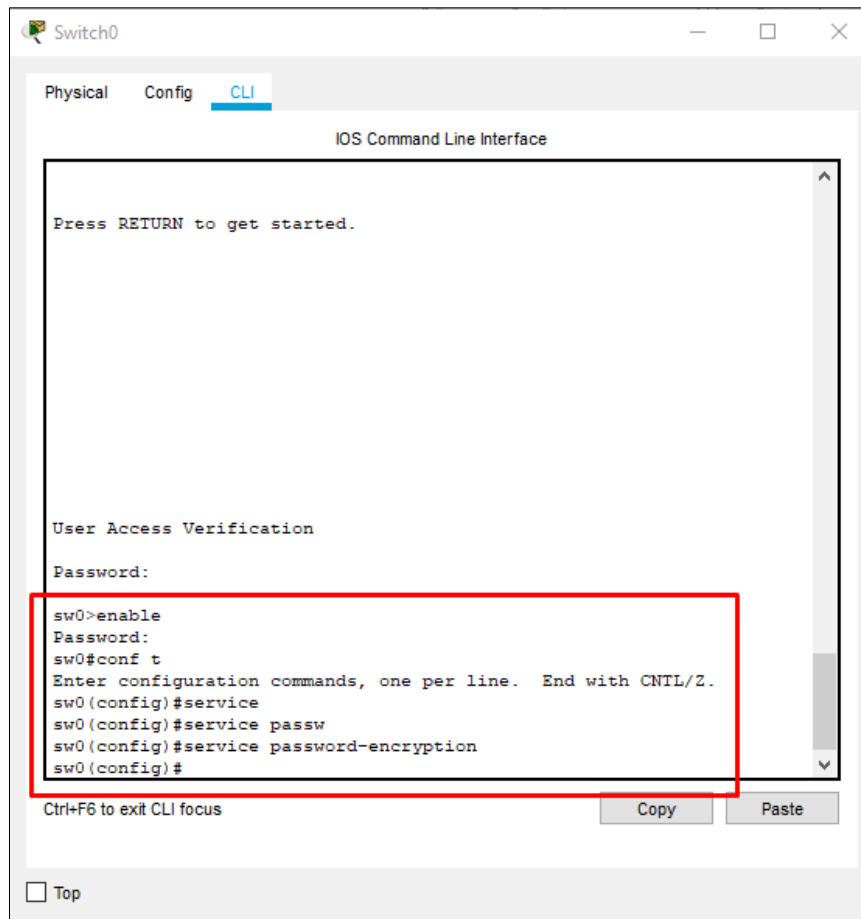 Switch0
Physical Config CLI
IOS Command Line Interface
Press RETURN to get started.
User Access Verification
Password:
sw0>enable
Password:
sw0#conf t
Enter configuration commands, one per line.  End with CNTL/Z.
sw0(config)#service
sw0(config)#service passw
sw0(config)#service password-encryption
sw0(config)#
Ctrl+F6 to exit CLI focus Copy Paste
Top